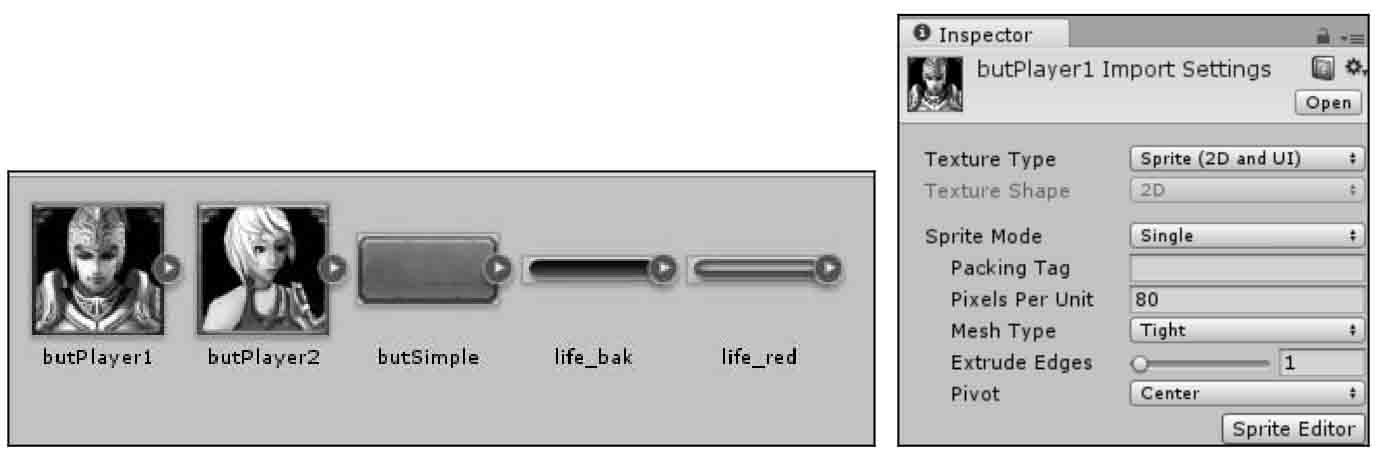 butPlayer1
butPlayer2
butSimple
life_bak
life_red
Inspector
butPlayer1 Import Settings
Open
Texture Type Sprite (2D and UI)
Texture Shape 2D
Sprite Mode Single
Packing Tag
Pixels Per Unit 80
Mesh Type Tight
Extrude Edges 1
Pivot Center
Sprite Editor